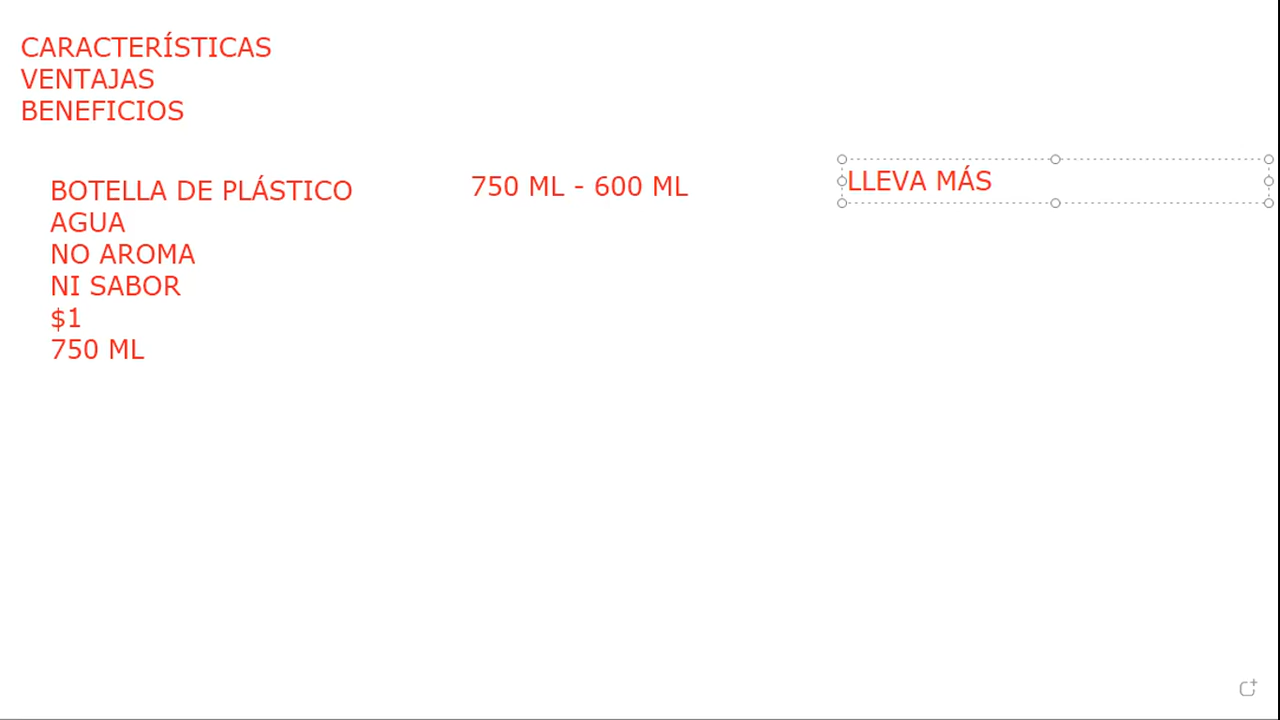 CARACTERÍSTICAS
VENTAJAS
BENEFICIOS
BOTELLA DE PLÁSTICO
AGUA
NO AROMA
NI SABOR
$1
750 ML
750 ML - 600 ML
LLEVA MÁS